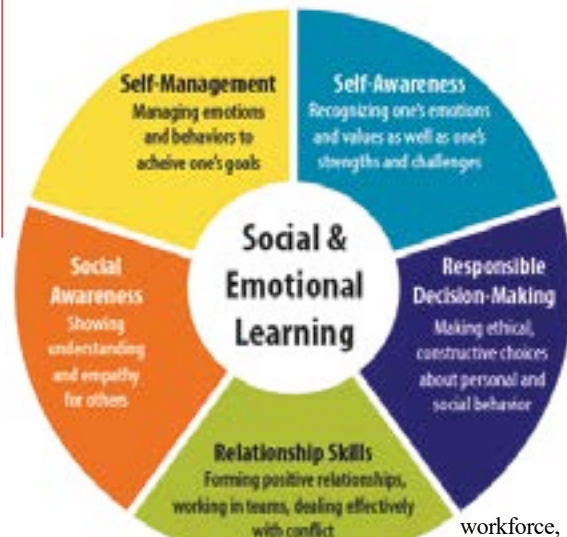 Self-Management
Managing emotions
and behaviors to
acheive one's goals
Self-Awareness
Recognizing one's emotions
and values as well as one's
strengths and challenges
Social &
Emotional
Learning
Social
Awareness
Showing
understanding
and empathy
for others
Responsible
Decision-Making
Making ethical,
constructive choices
about personal and
social behavior
Relationship Skills
Forming positive relationships,
working in teams, dealing effectively
with conflict
workforce,